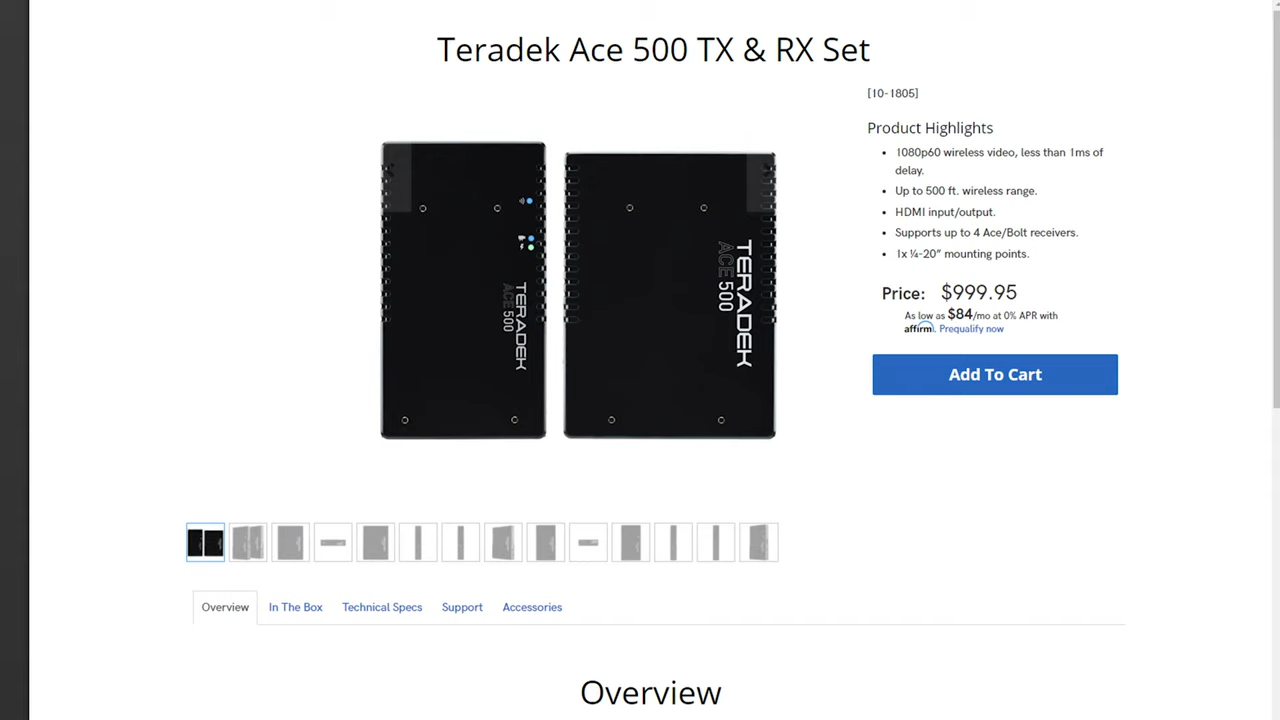 Teradek Ace 500 TX & RX Set
[10-1805]
Product Highlights
1080p60 wireless video, less than 1ms of
delay.
Up to 500 ft. wireless range.
HDMI input/output.
Supports up to 4 Ace/Bolt receivers.
1x ¼-20” mounting points.
Price: $999.95
As low as $84/mo at 0% APR with
affirm. Prequalify now
Add To Cart
TERADEK
ACE 500
TERADEK
ACE 500
Overview
In The Box
Technical Specs
Support
Accessories
Overview